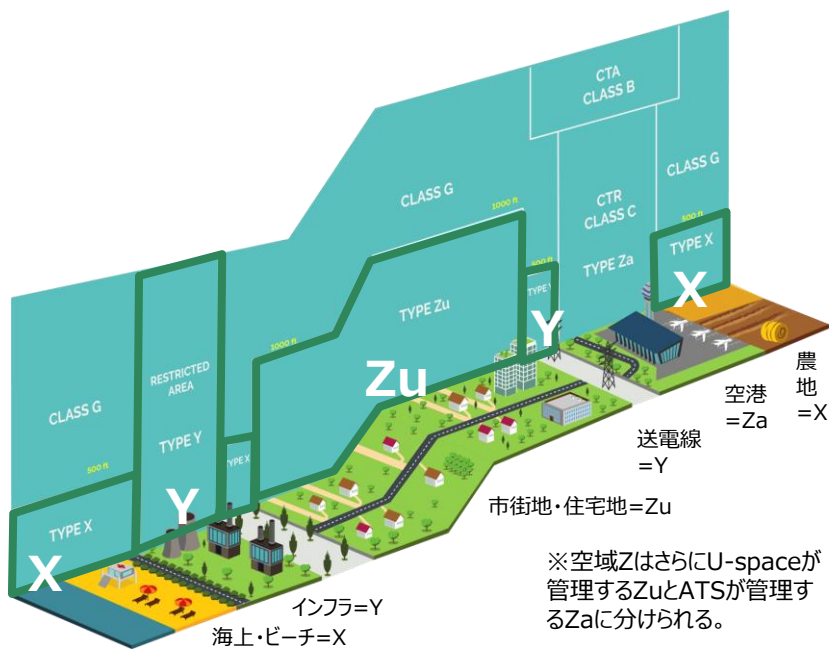 CTA
CLASS B
CLASS G
1000 ft
CLASS G
CTR
CLASS C
500 ft
TYPE X
X
TYPE Za
500 ft
TYPE Y
Y
TYPE Zu
Zu
1000 ft
RESTRICTED
AREA
CLASS G
TYPE Y
Y
TYPE X
500 ft
TYPE X
X
農
地
=X
空港
=Za
送電線
=Y
市街地・住宅地=Zu
インフラ=Y
海上・ビーチ=X
※空域ZはさらにU-spaceが
管理するZuとATSが管理す
るZaに分けられる。